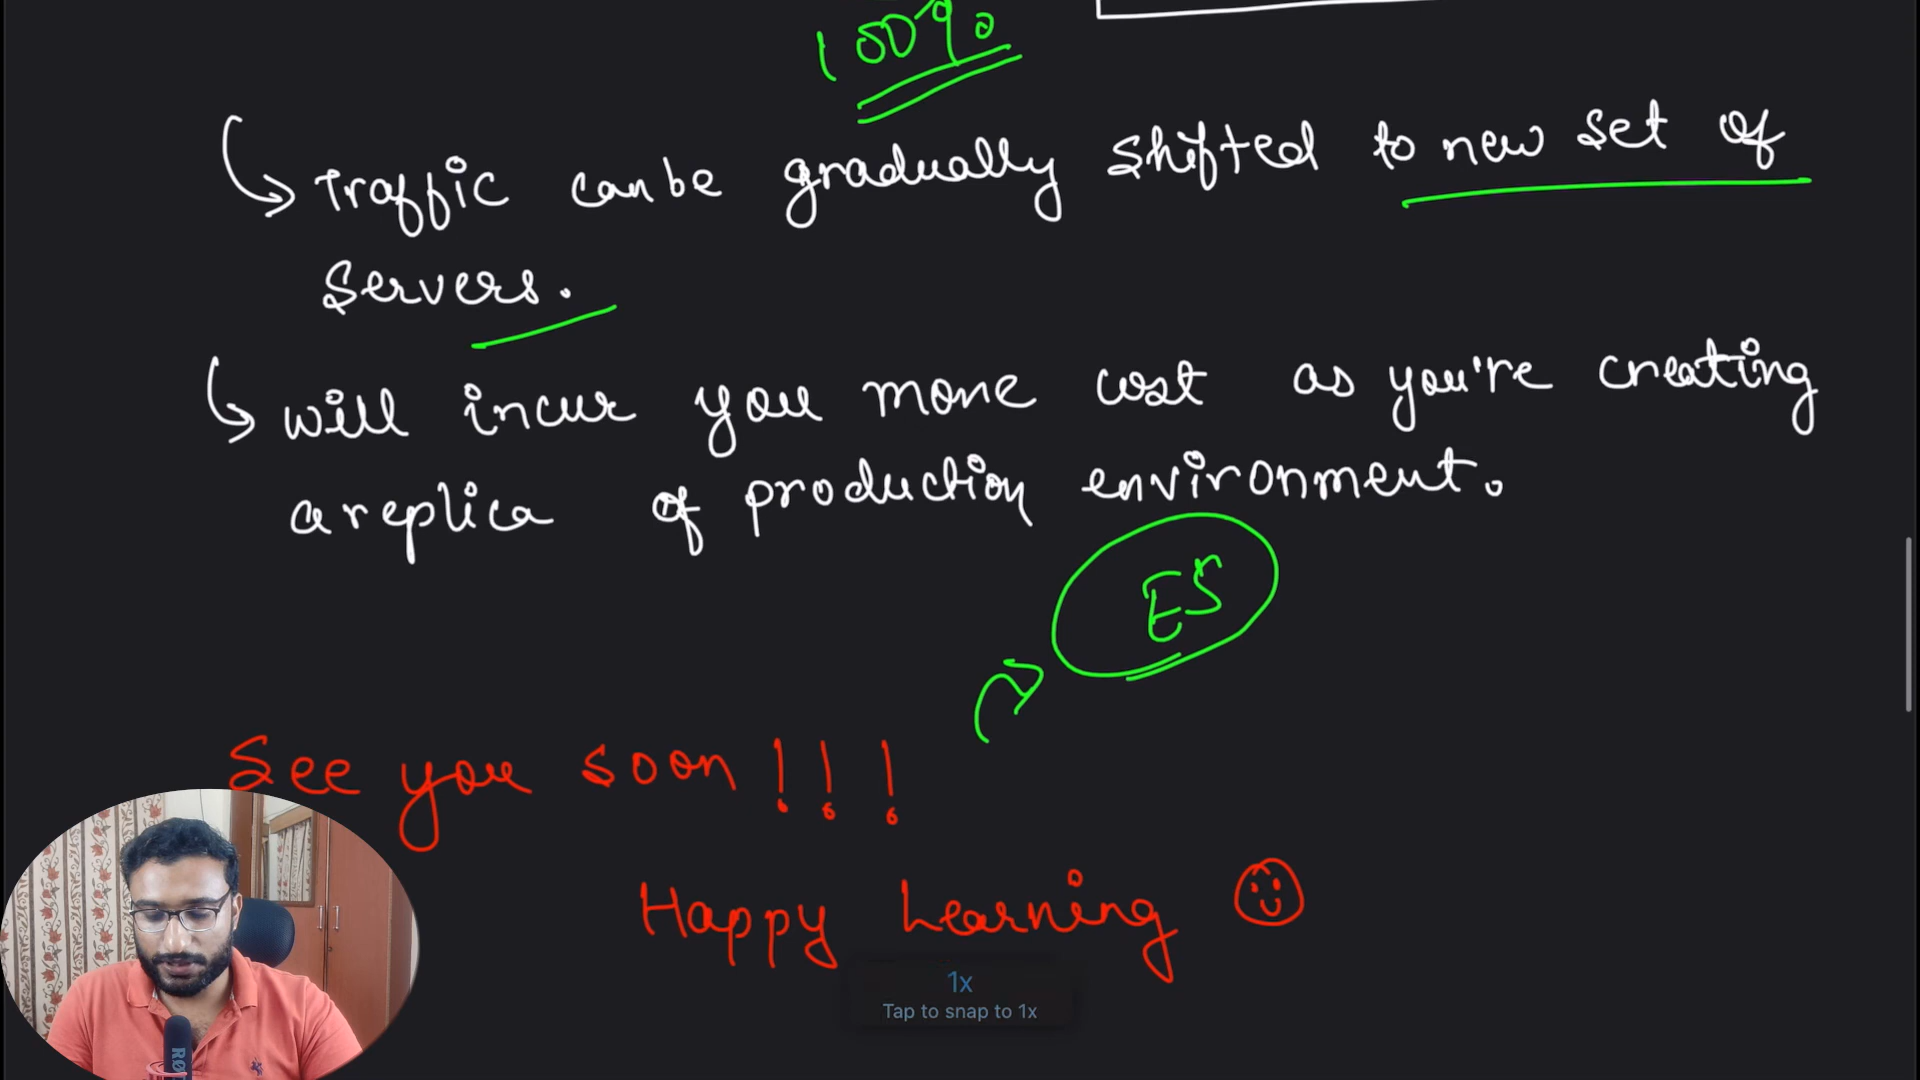 100%
Traffic can be gradually shifted to new set of
Servers.
will incur you more cost as you're creating
a replica of production environment.
ES
See you soon!!!
Happy Learning
1x
Tap to snap to 1x